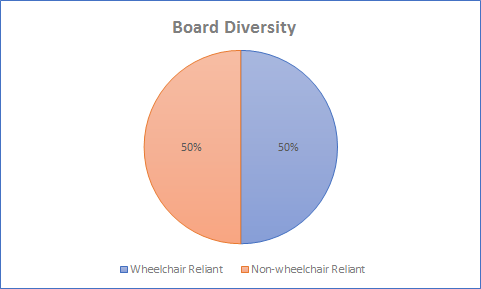 Board Diversity
50% 50%
Wheelchair Reliant Non-wheelchair Reliant